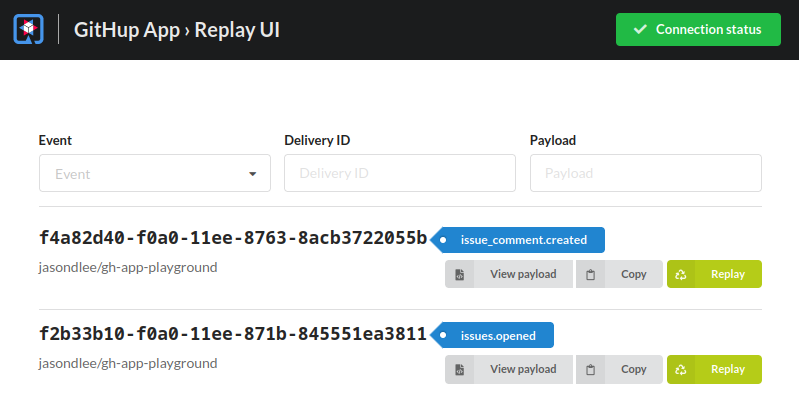 GitHup App › Replay UI
Connection status
Event
Delivery ID
Payload
Event
Delivery ID
Payload
f4a82d40-f0a0-11ee-8763-8acb3722055b
issue_comment.created
jasondlee/gh-app-playground
View payload
Copy
Replay
f2b33b10-f0a0-11ee-871b-845551ea3811
issues.opened
jasondlee/gh-app-playground
View payload
Copy
Replay